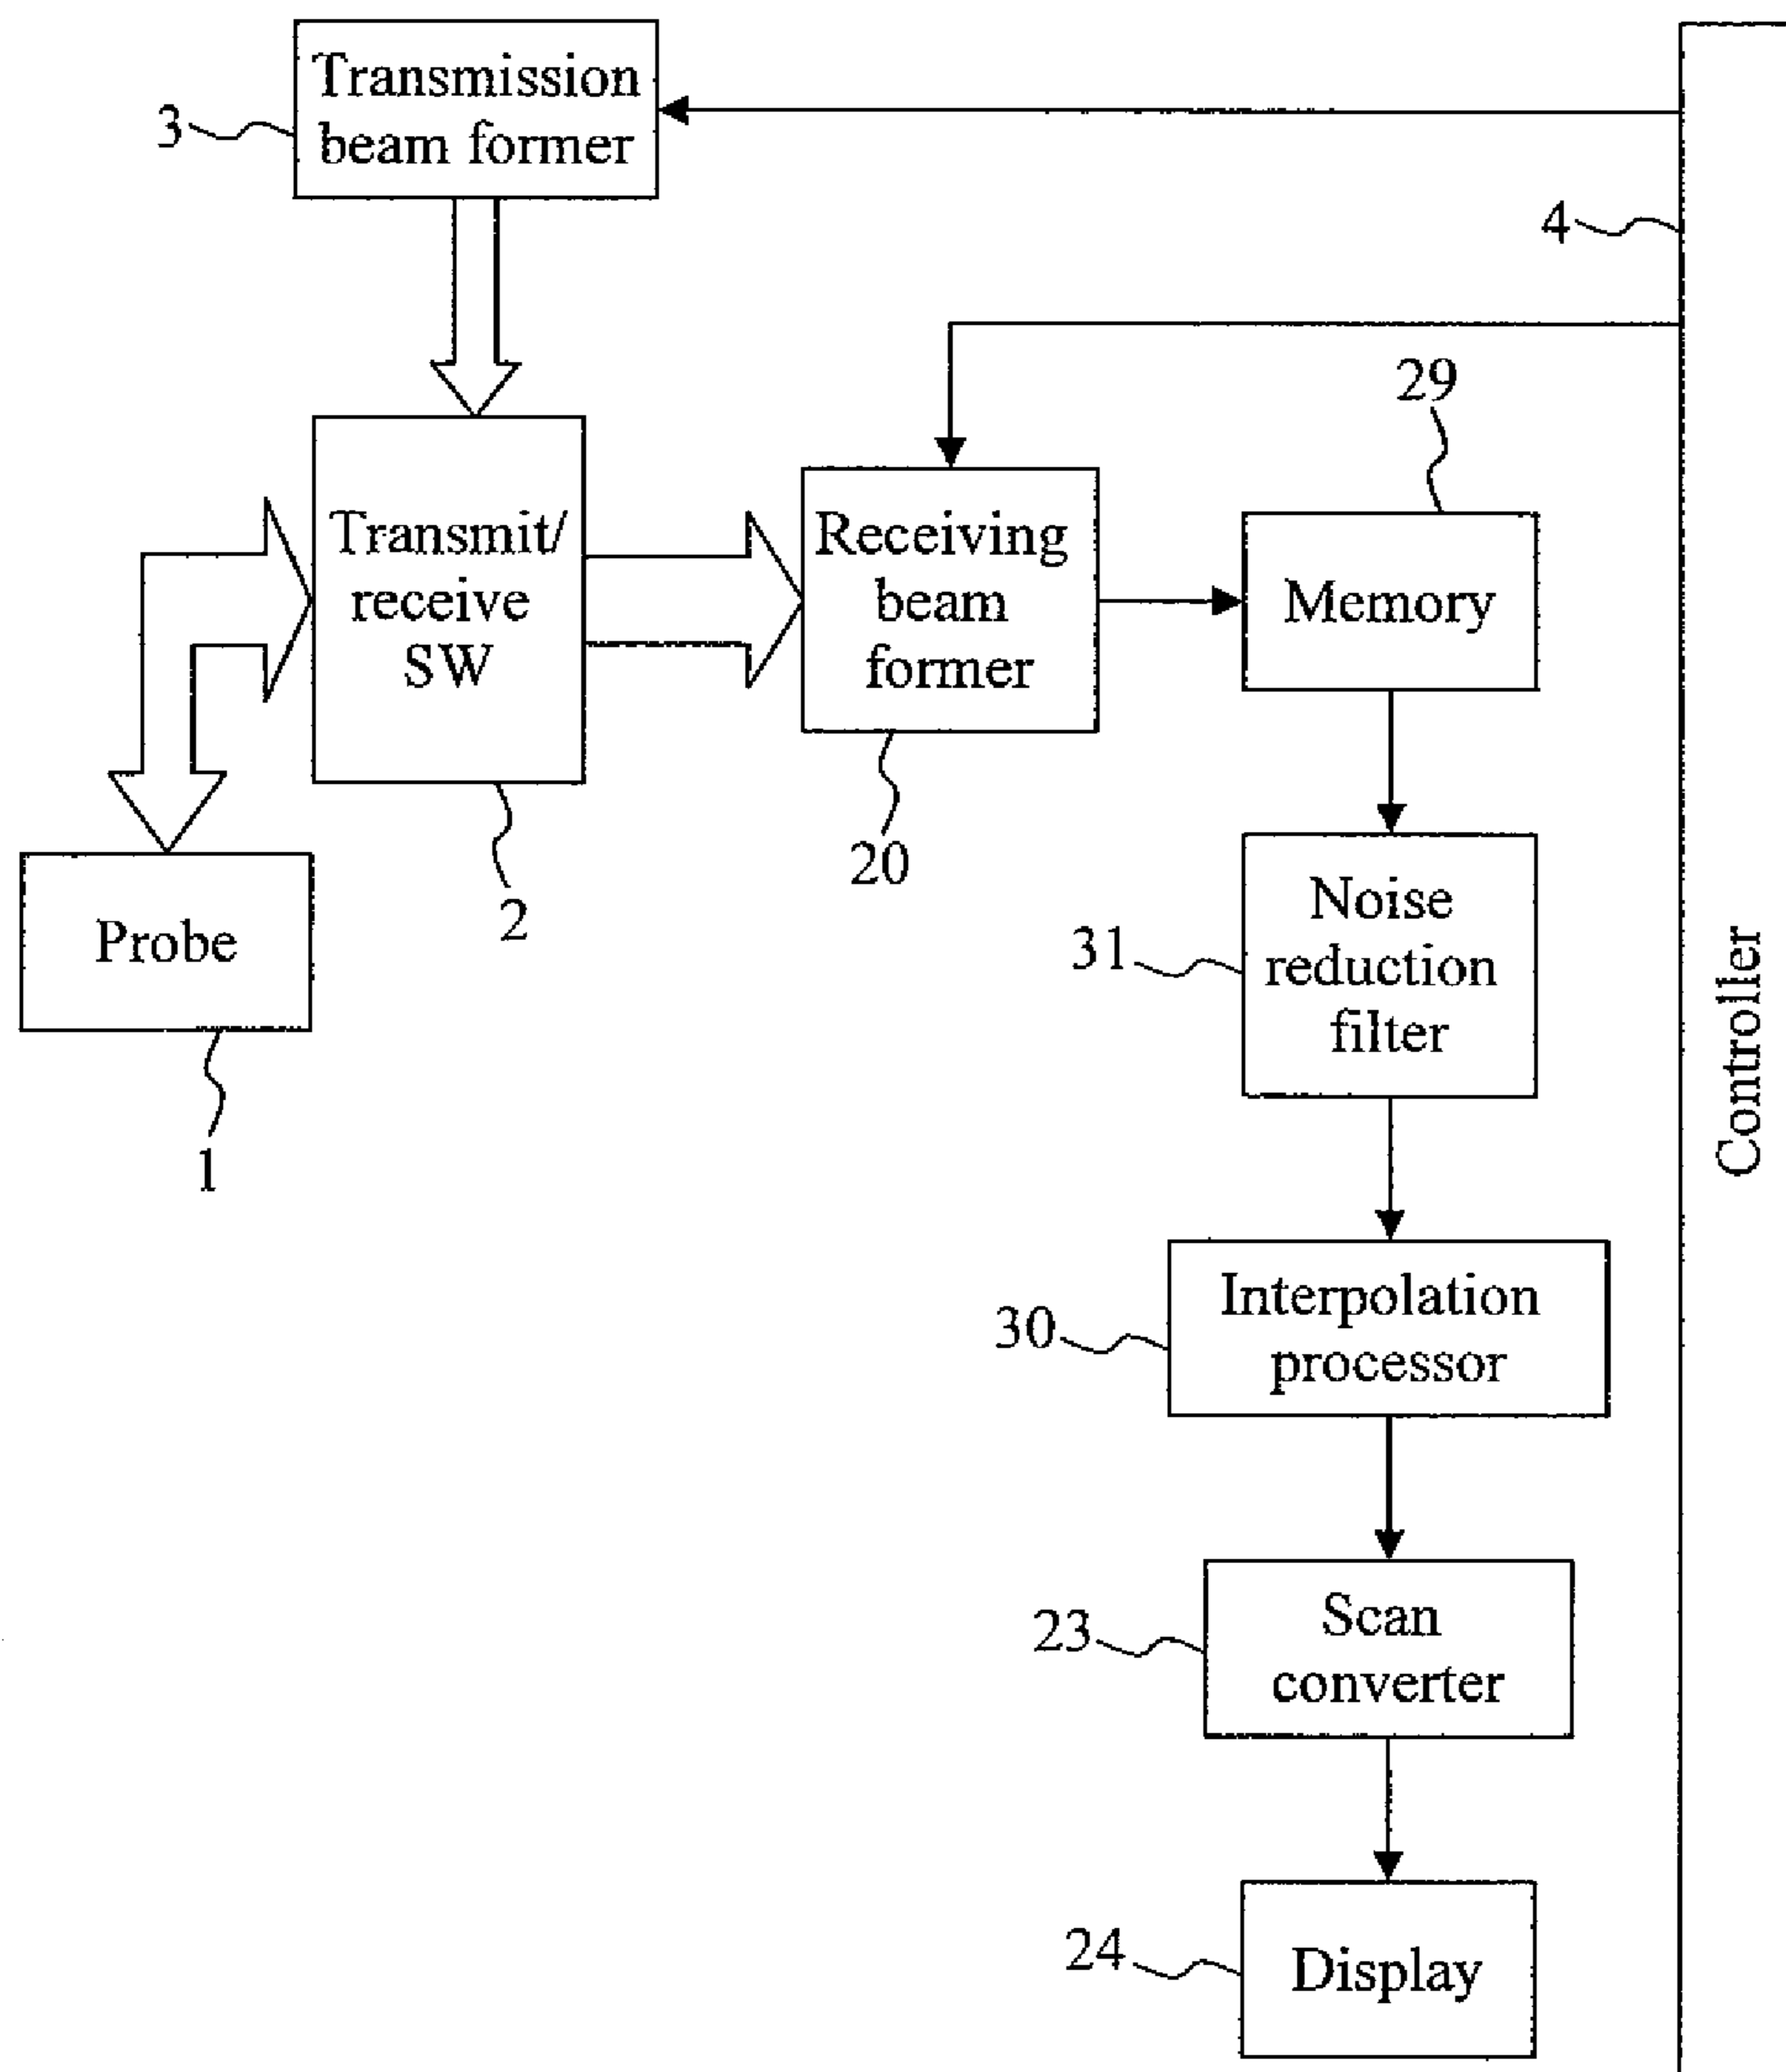 Transmission
beam former
3
4
29
Transmit/
receive
SW
Receiving
beam
former
Memory
20
2
Probe
1
Noise
reduction
filter
31
Controller
Interpolation
processor
30
Scan
converter
23
Display
24